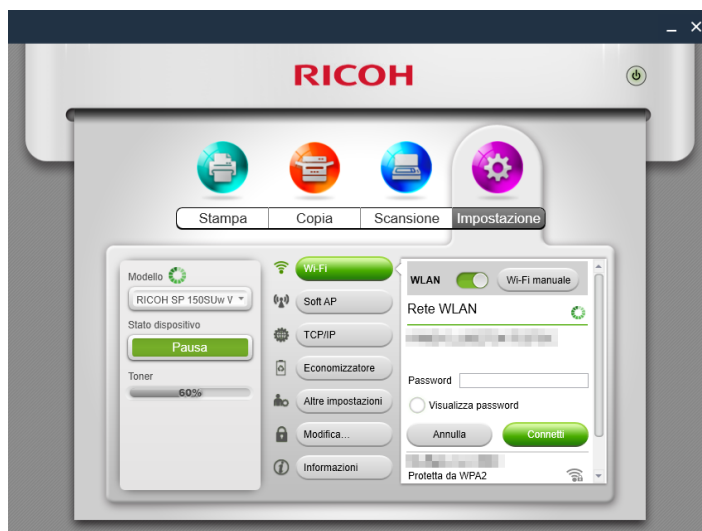 RICOH
Stampa
Copia
Scansione
Impostazione
Modello
RICOH SP 150SUw V
Stato dispositivo
Pausa
Toner
60%
Wi-Fi
Soft AP
TCP/IP
Economizzatore
Altre impostazioni
Modifica...
Informazioni
WLAN
Wi-Fi manuale
Rete WLAN
Password
Visualizza password
Annulla
Connetti
Protetta da WPA2